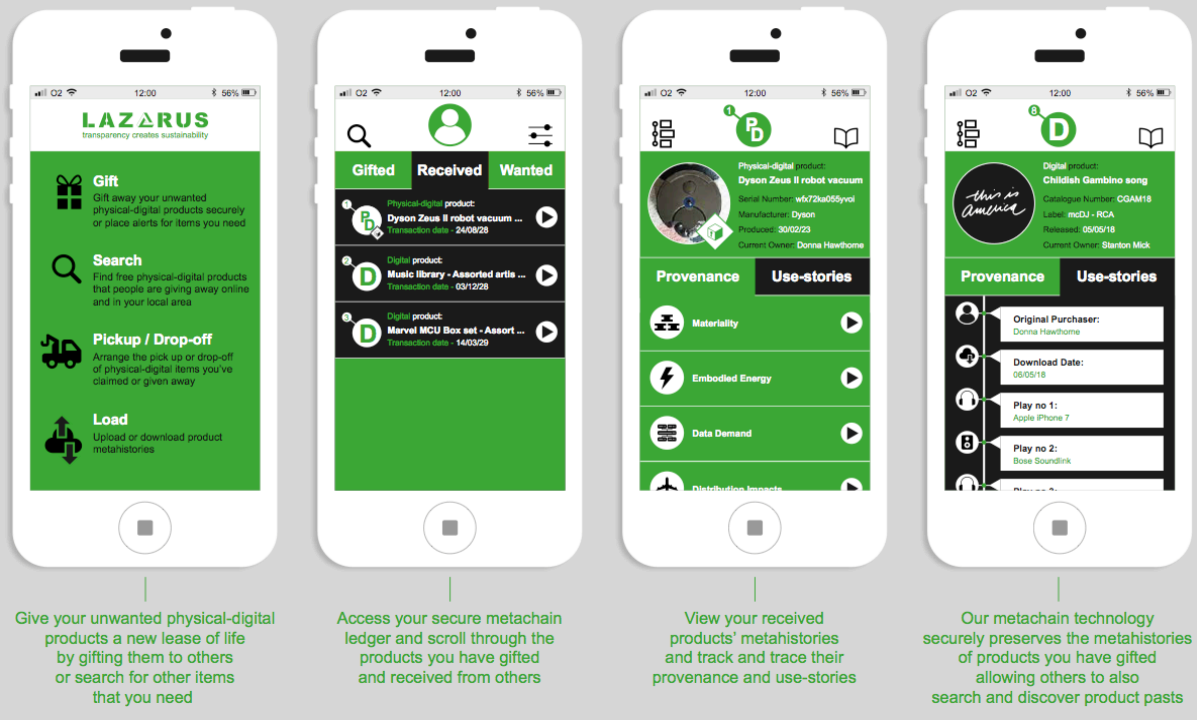 O2 12:00 56%
LAZARUS
transparency creates sustainability
Gift
Gift away your unwanted
physical-digital products securely
or place alerts for items you need
Search
Find free physical-digital products
that people are giving away online
and in your local area
Pickup / Drop-off
Arrange the pick up or drop-off
of physical-digital items you've
claimed or given away
Load
Upload or download product
metahistories
Give your unwanted physical-digital
products a new lease of life
by gifting them to others
or search for other items
that you need
O2 12:00 56%
Gifted Received Wanted
1
PD
Physical-digital product:
Dyson Zeus II robot vacuum ...
Transaction date - 24/08/28
2
D
Digital product:
Music library - Assorted artis ...
Transaction date - 03/12/28
3
D
Digital product:
Marvel MCU Box set - Assort ...
Transaction date - 14/03/29
Access your secure metachain
ledger and scroll through the
products you have gifted
and received from others
O2 12:00 56%
1
PD
Physical-digital product:
Dyson Zeus II robot vacuum
Serial Number: wfx72ka055yvoi
Manufacturer: Dyson
Produced: 30/02/23
Current Owner: Donna Hawthorne
Provenance Use-stories
Materiality
Embodied Energy
Data Demand
Distribution Impacts
View your received
products' metahistories
and track and trace their
provenance and use-stories
O2 12:00 56%
8
D
this is
america
Digital product:
Childish Gambino song
Catalogue Number: CGAM18
Label: mcDJ - RCA
Released: 05/05/18
Current Owner: Stanton Mick
Provenance Use-stories
Original Purchaser:
Donna Hawthorne
Download Date:
06/05/18
Play no 1:
Apple iPhone 7
Play no 2:
Bose Soundlink
Play no 3:
Our metachain technology
securely preserves the metahistories
of products you have gifted
allowing others to also
search and discover product pasts